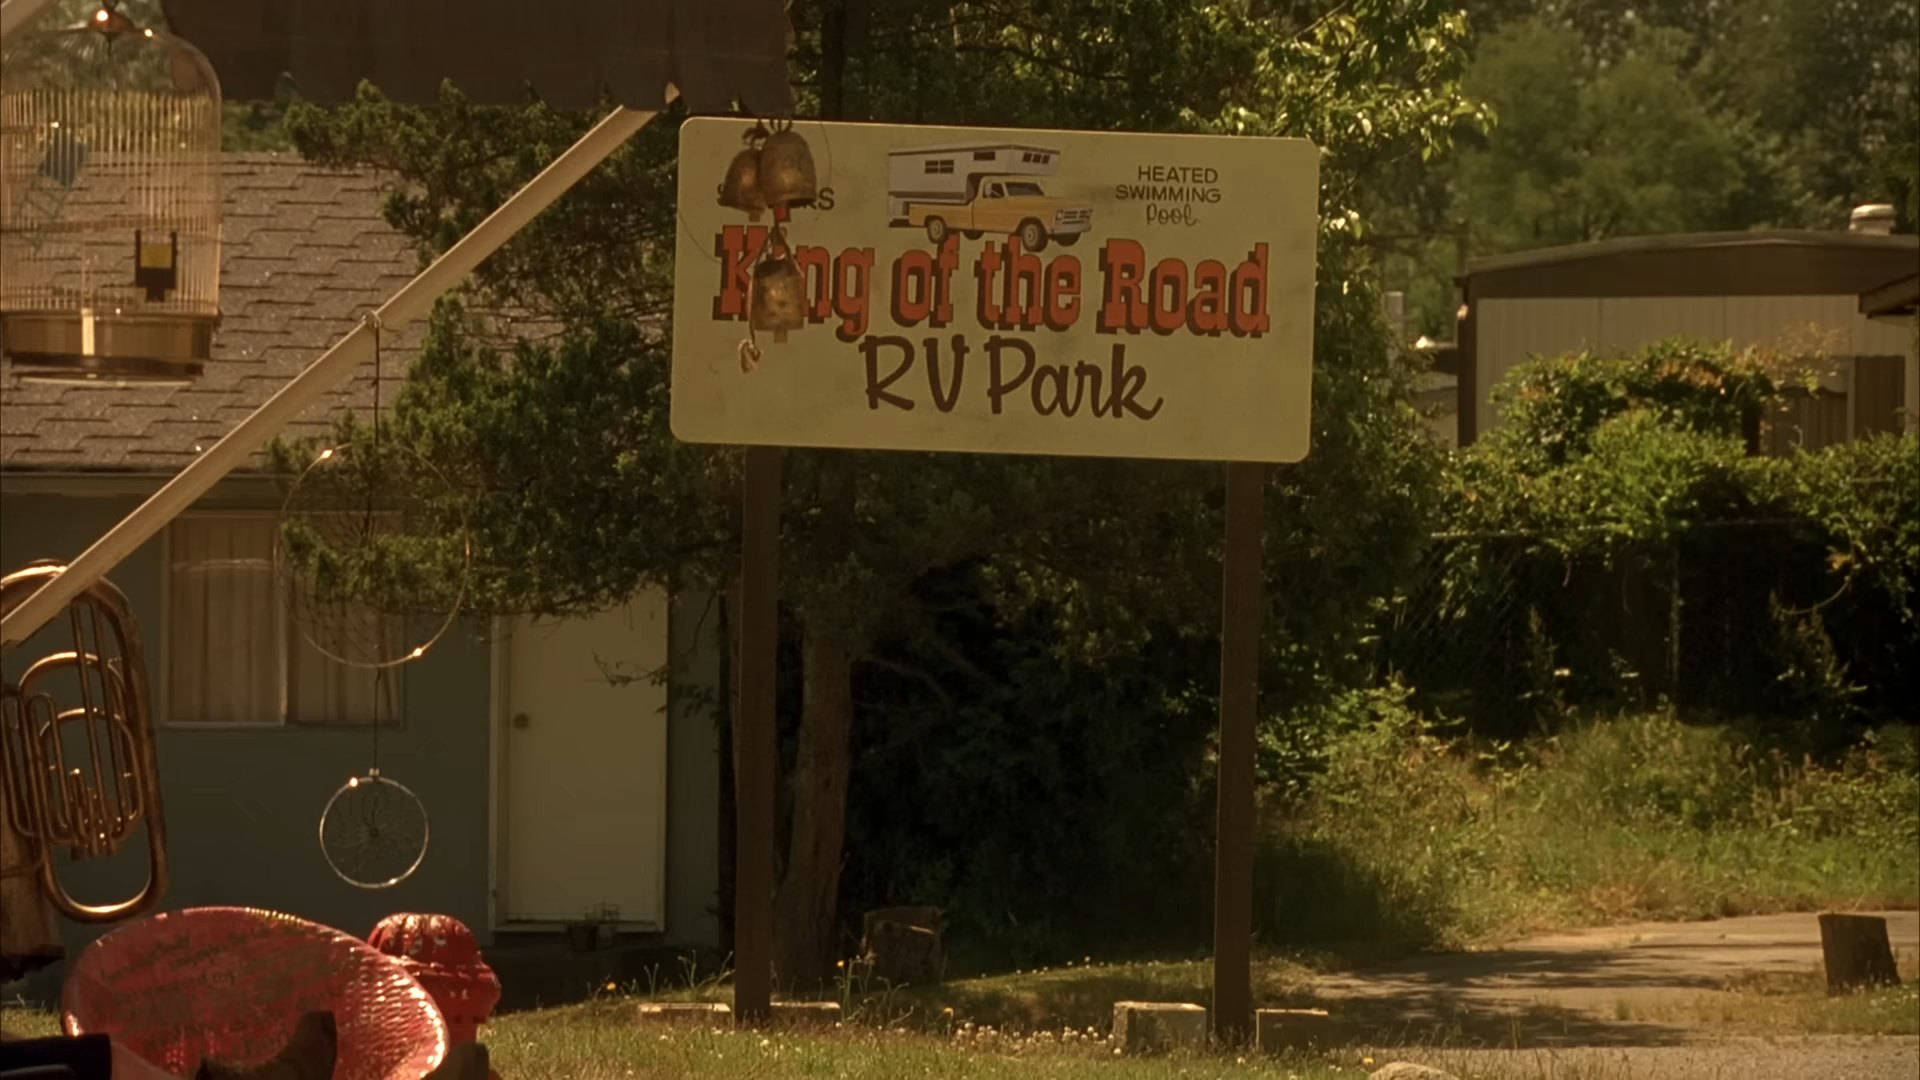 HEATED
SWIMMING
Pool
King of the Road
RV Park